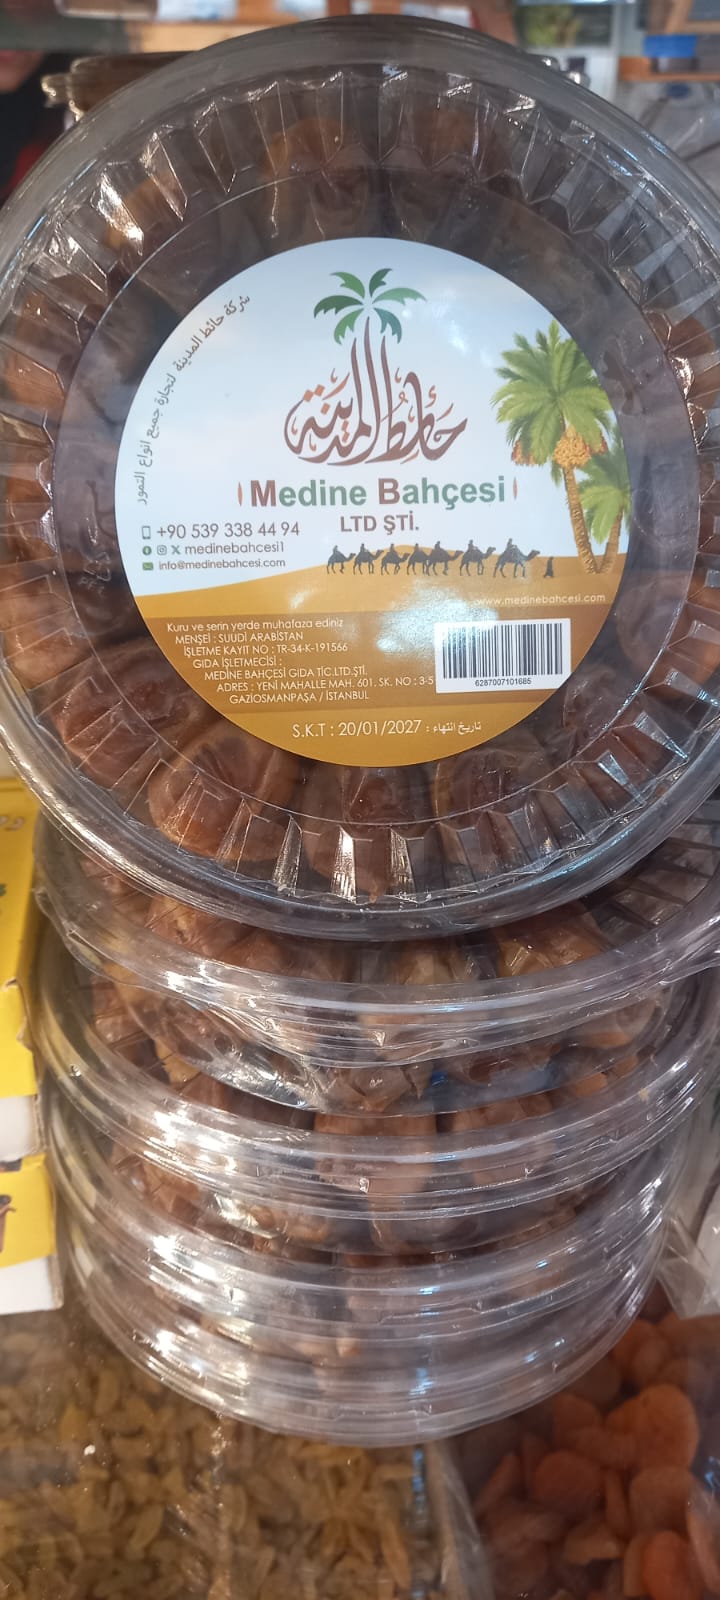 شركة حائط المدينة لتجارة جميع انواع التمور
حائط المدينة
Medine Bahçesi
LTD ŞTİ.
+90 539 338 44 94
medinebahcesi1
info@medinebahcesi.com
www.medinebahcesi.com
Kuru ve serin yerde muhafaza ediniz
MENŞEİ : SUUDİ ARABİSTAN
İŞLETME KAYIT NO : TR-34-K-191566
GIDA İŞLETMECİSİ :
MEDİNE BAHÇESİ GIDA TİC.LTD.ŞTİ.
ADRES : YENİ MAHALLE MAH. 601. SK. NO : 3-5
GAZİOSMANPAŞA / İSTANBUL
6287007101685
S.K.T : 20/01/2027 : تاريخ انتهاء